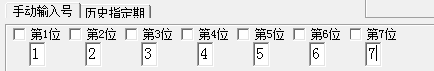 手动输入号 历史指定期
第1位 第2位 第3位 第4位 第5位 第6位 第7位
1 2 3 4 5 6 7